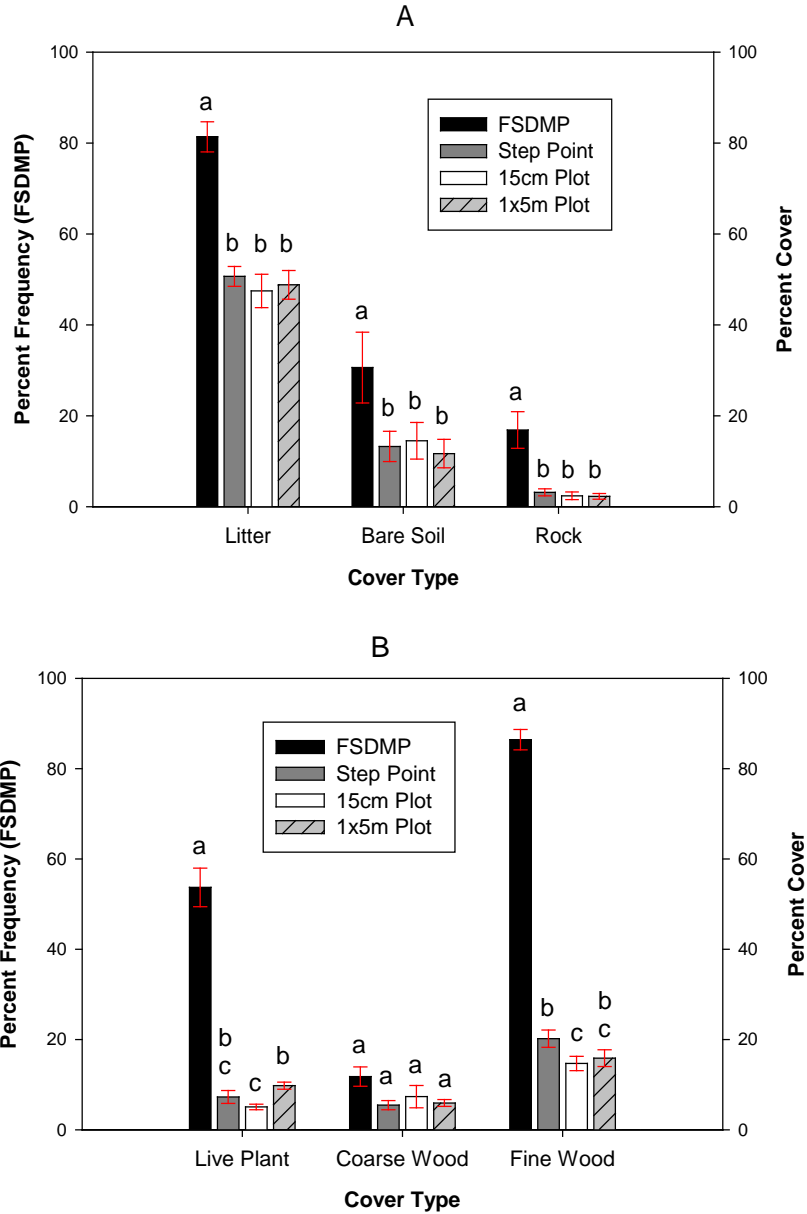 A
100
80
60
40
20
0
Percent Frequency (FSDMP)
100
80
60
40
20
0
Percent Cover
FSDMP
Step Point
15cm Plot
1x5m Plot
a
b b b
a
b b b
a
b b b
Litter Bare Soil Rock
Cover Type
B
100
80
60
40
20
0
Percent Frequency (FSDMP)
100
80
60
40
20
0
Percent Cover
FSDMP
Step Point
15cm Plot
1x5m Plot
a
b
c c b
a a a a
a
b c b
c
Live Plant Coarse Wood Fine Wood
Cover Type